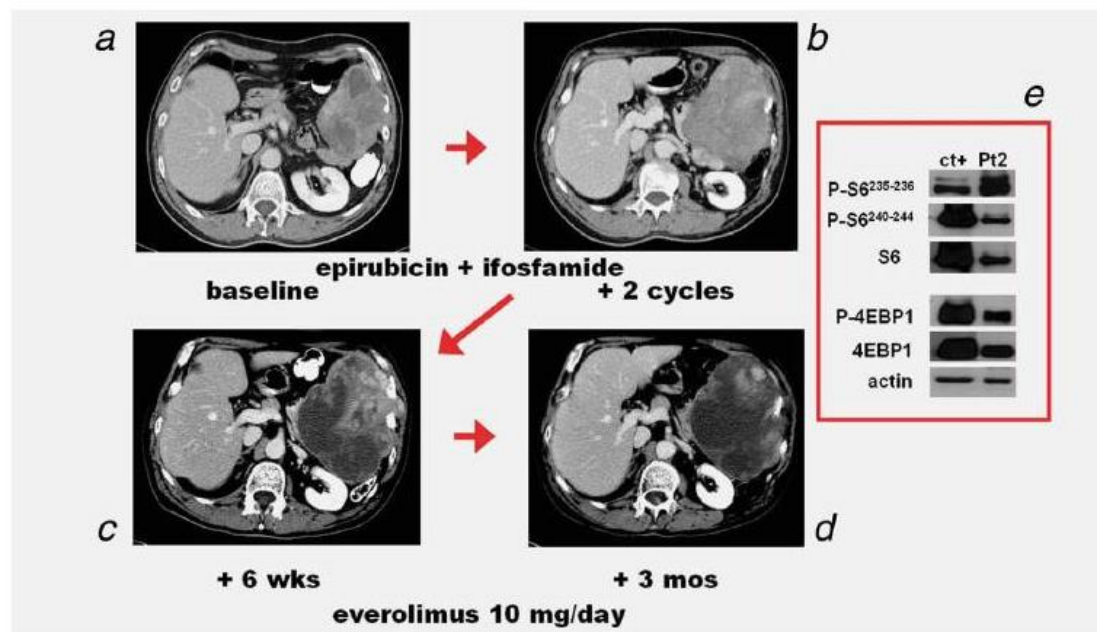 a
b
e
ct+ Pt2
P-S6235-236
P-S6240-244
S6
P-4EBP1
4EBP1
actin
epirubicin + ifosfamide
baseline
+ 2 cycles
c
d
+ 6 wks
+ 3 mos
everolimus 10 mg/day